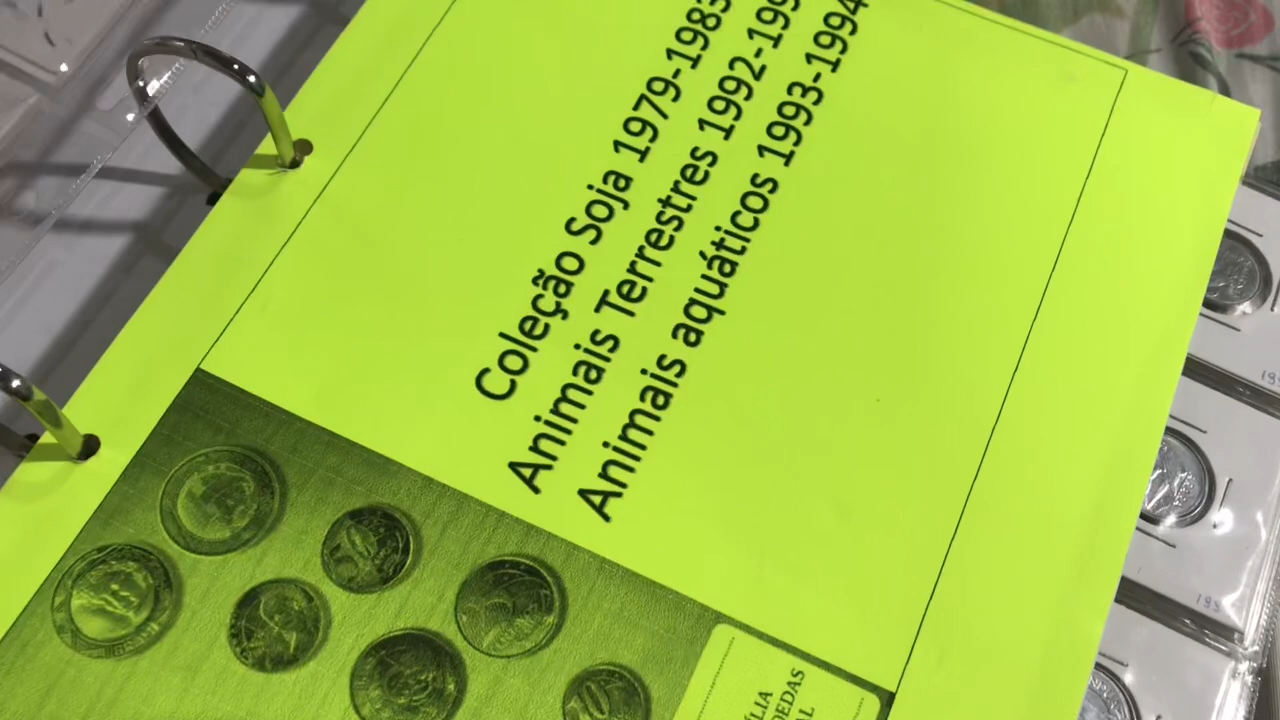 Coleção Soja 1979-1983
Animais Terrestres 1992-199
Animais aquáticos 1993-1994